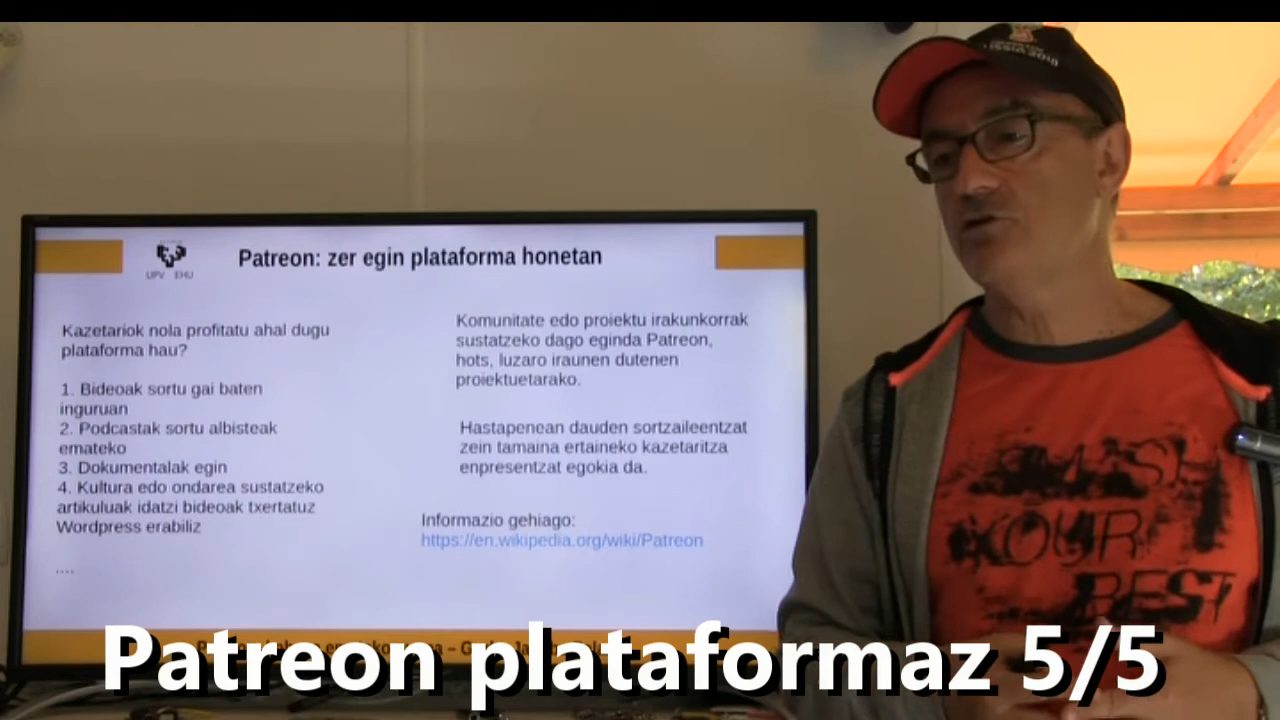 Patreon: zer egin plataforma honetan
UPV EHU
Kazetariok nola profitatu ahal dugu
plataforma hau?
1. Bideoak sortu gai baten
inguruan
2. Podcastak sortu albisteak
emateko
3. Dokumentalak egin
4. Kultura edo ondarea sustatzeko
artikuluak idatzi bideoak txertatuz
Wordpress erabiliz
....
Komunitate edo proiektu irakunkorrak
sustatzeko dago eginda Patreon,
hots, luzaro iraunen dutenen
proiektuetarako.
Hastapenean dauden sortzaileentzat
zein tamaina ertaineko kazetaritza
enpresentzat egokia da.
Informazio gehiago:
https://en.wikipedia.org/wiki/Patreon
YOUR
BEST
Patreon plataformaz 5/5